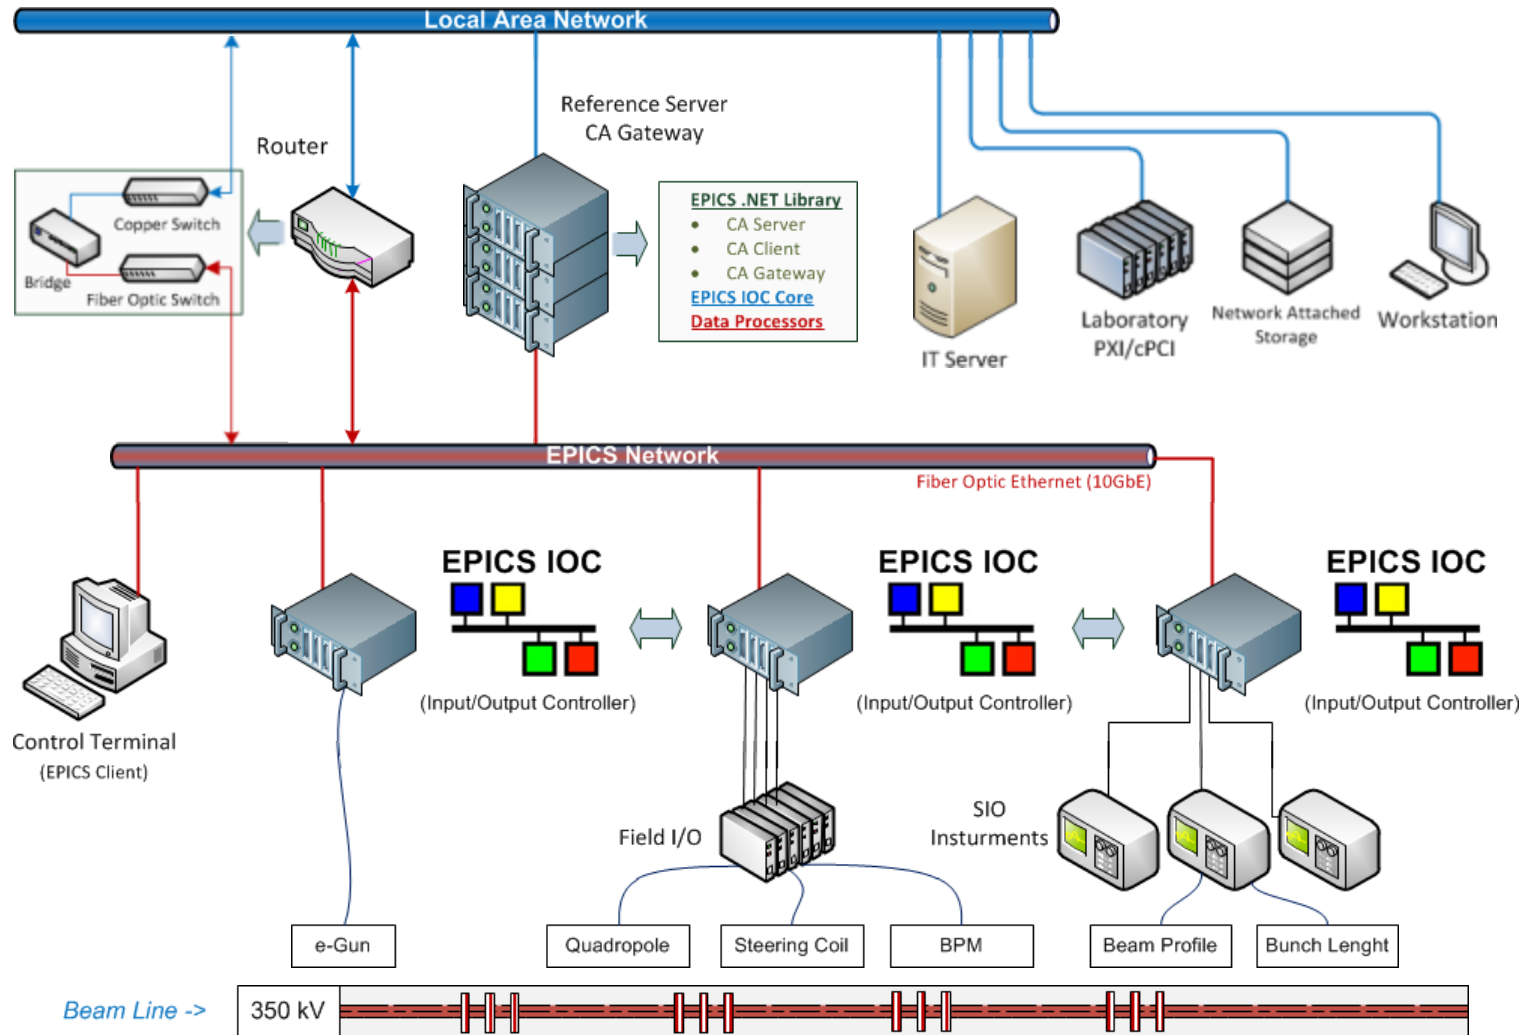 Local Area Network
Reference Server
CA Gateway
Router
Copper Switch
Bridge
Fiber Optic Switch
EPICS .NET Library
• CA Server
• CA Client
• CA Gateway
EPICS IOC Core
Data Processors
IT Server
Laboratory
PXI/cPCI
Network Attached
Storage
Workstation
EPICS Network
Fiber Optic Ethernet (10GbE)
EPICS IOC
(Input/Output Controller)
EPICS IOC
(Input/Output Controller)
EPICS IOC
(Input/Output Controller)
Control Terminal
(EPICS Client)
Field I/O
SIO
Insturments
e-Gun
Quadropole
Steering Coil
BPM
Beam Profile
Bunch Lenght
Beam Line ->
350 kV